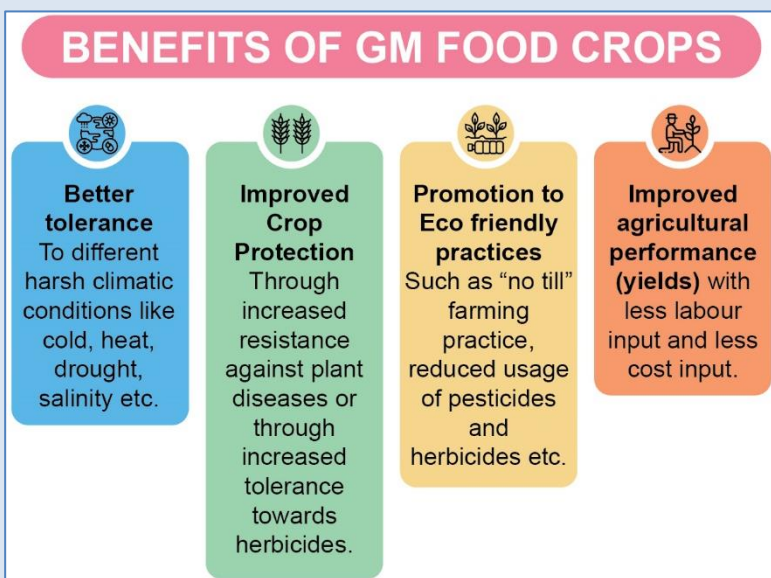 BENEFITS OF GM FOOD CROPS
Better
tolerance
To different
harsh climatic
conditions like
cold, heat,
drought,
salinity etc.
Improved
Crop
Protection
Through
increased
resistance
against plant
diseases or
through
increased
tolerance
towards
herbicides.
Promotion to
Eco friendly
practices
Such as “no till”
farming
practice,
reduced usage
of pesticides
and
herbicides etc.
Improved
agricultural
performance
(yields) with
less labour
input and less
cost input.